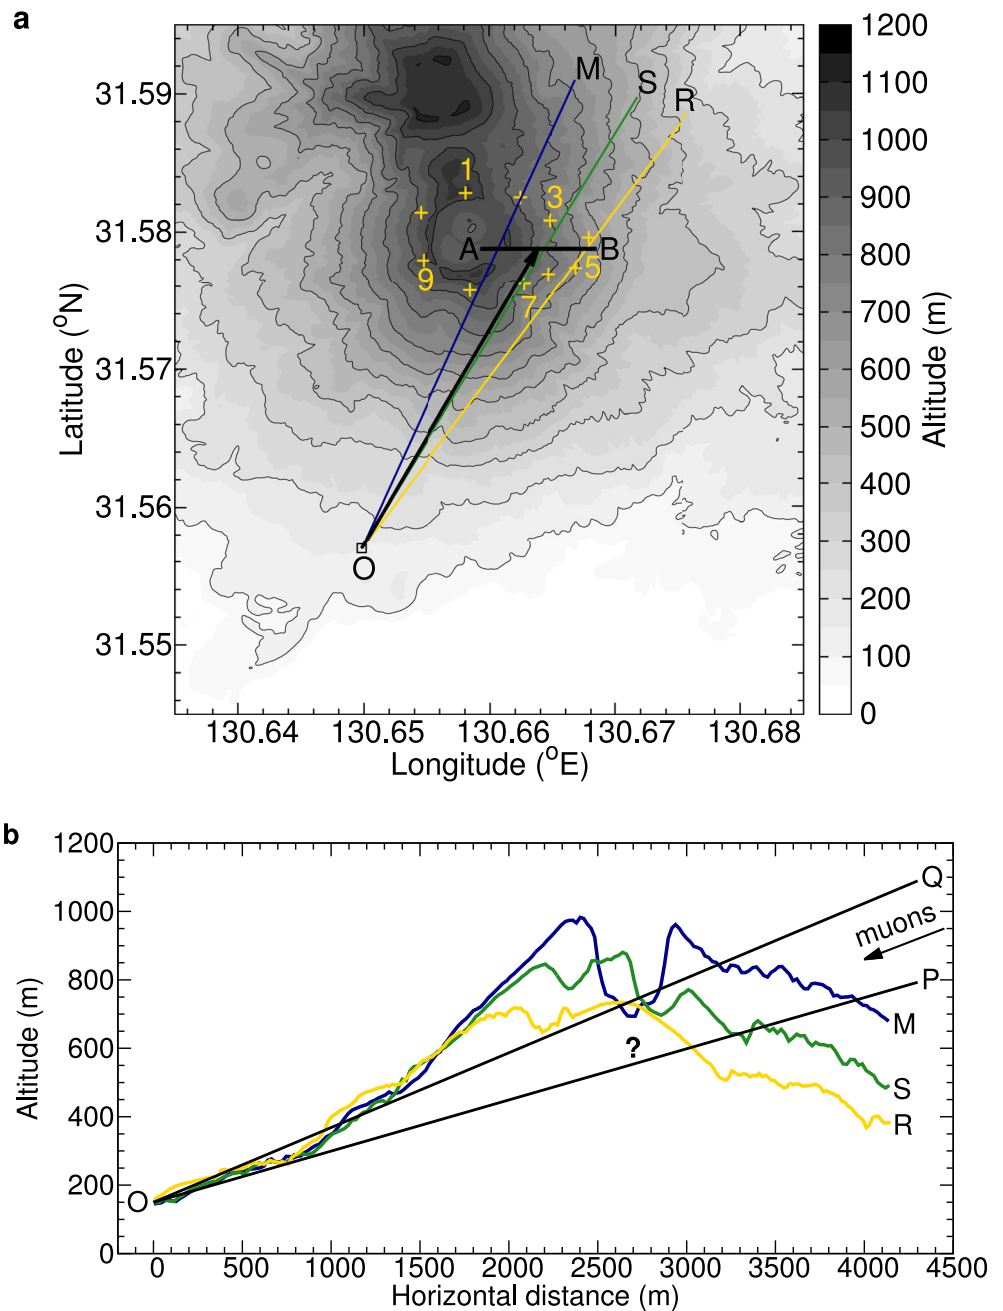 a
31.59
31.58
31.57
31.56
31.55
Latitude (°N)
130.64 130.65 130.66 130.67 130.68
Longitude (°E)
M
S
R
1
3
A
B
9
5
7
O
1200
1100
1000
900
800
700
600
500
400
300
200
100
0
Altitude (m)
b
1200
1000
800
600
400
200
0
Altitude (m)
O
Q
muons
P
M
?
S
R
0 500 1000 1500 2000 2500 3000 3500 4000 4500
Horizontal distance (m)